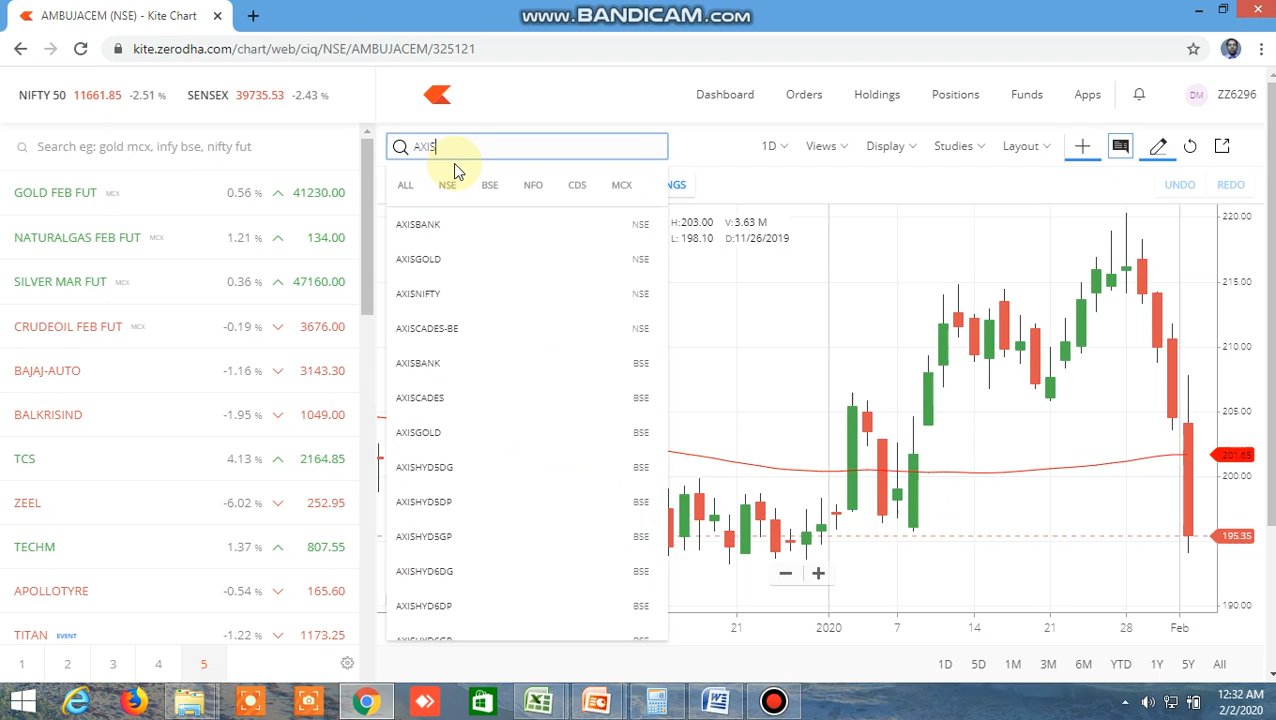 AMBUJACEM (NSE) - Kite Chart
www.BANDICAM.com
kite.zerodha.com/chart/web/ciq/NSE/AMBUJACEM/325121
NIFTY 50 11661.85 -2.51 % SENSEX 39735.53 -2.43 %
Dashboard Orders Holdings Positions Funds Apps DM ZZ6296
Search eg: gold mcx, infy bse, nifty fut
AXIS
1D Views Display Studies Layout
ALL NSE BSE NFO CDS MCX
NGS UNDO REDO
GOLD FEB FUT MCX 0.56 % 41230.00
NATURALGAS FEB FUT MCX 1.21 % 134.00
SILVER MAR FUT MCX 0.36 % 47160.00
CRUDEOIL FEB FUT MCX -0.19 % 3676.00
BAJAJ-AUTO -1.16 % 3143.30
BALKRISIND -1.95 % 1049.00
TCS 4.13 % 2164.85
ZEEL -6.02 % 252.95
TECHM 1.37 % 807.55
APOLLOTYRE -0.54 % 165.60
TITAN EVENT -1.22 % 1173.25
1 2 3 4 5
AXISBANK NSE
AXISGOLD NSE
AXISNIFTY NSE
AXISCADES-BE NSE
AXISBANK BSE
AXISCADES BSE
AXISGOLD BSE
AXISHYD5DG BSE
AXISHYD5DP BSE
AXISHYD5GP BSE
AXISHYD6DG BSE
AXISHYD6DP BSE
H:203.00 V:3.63 M
L: 198.10 D:11/26/2019
220.00
215.00
210.00
205.00
201.65
200.00
195.35
190.00
21 2020 7 14 21 28 Feb
1D 5D 1M 3M 6M YTD 1Y 5Y All
12:32 AM
2/2/2020